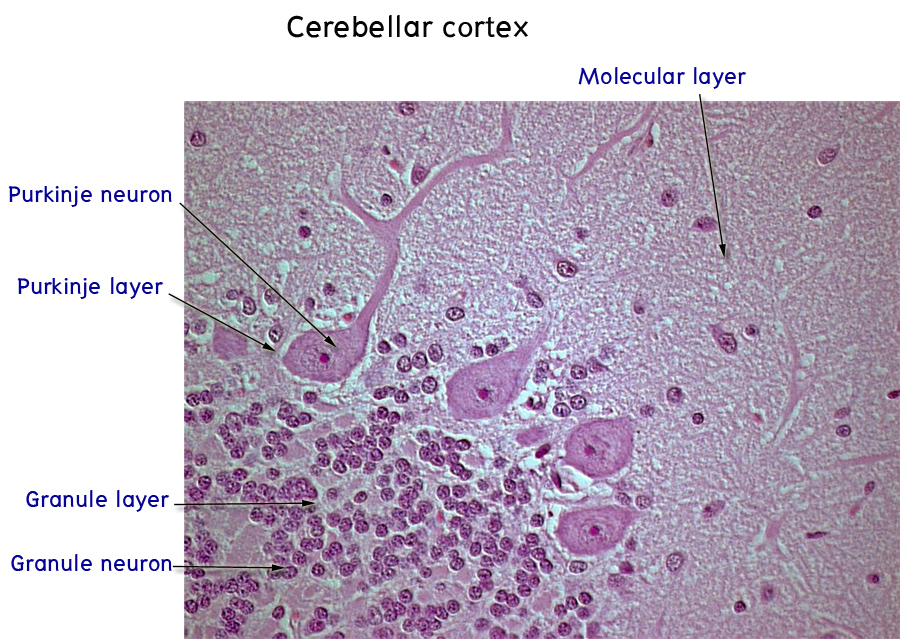 Cerebellar cortex
Molecular layer
Purkinje neuron
Purkinje layer
Granule layer
Granule neuron